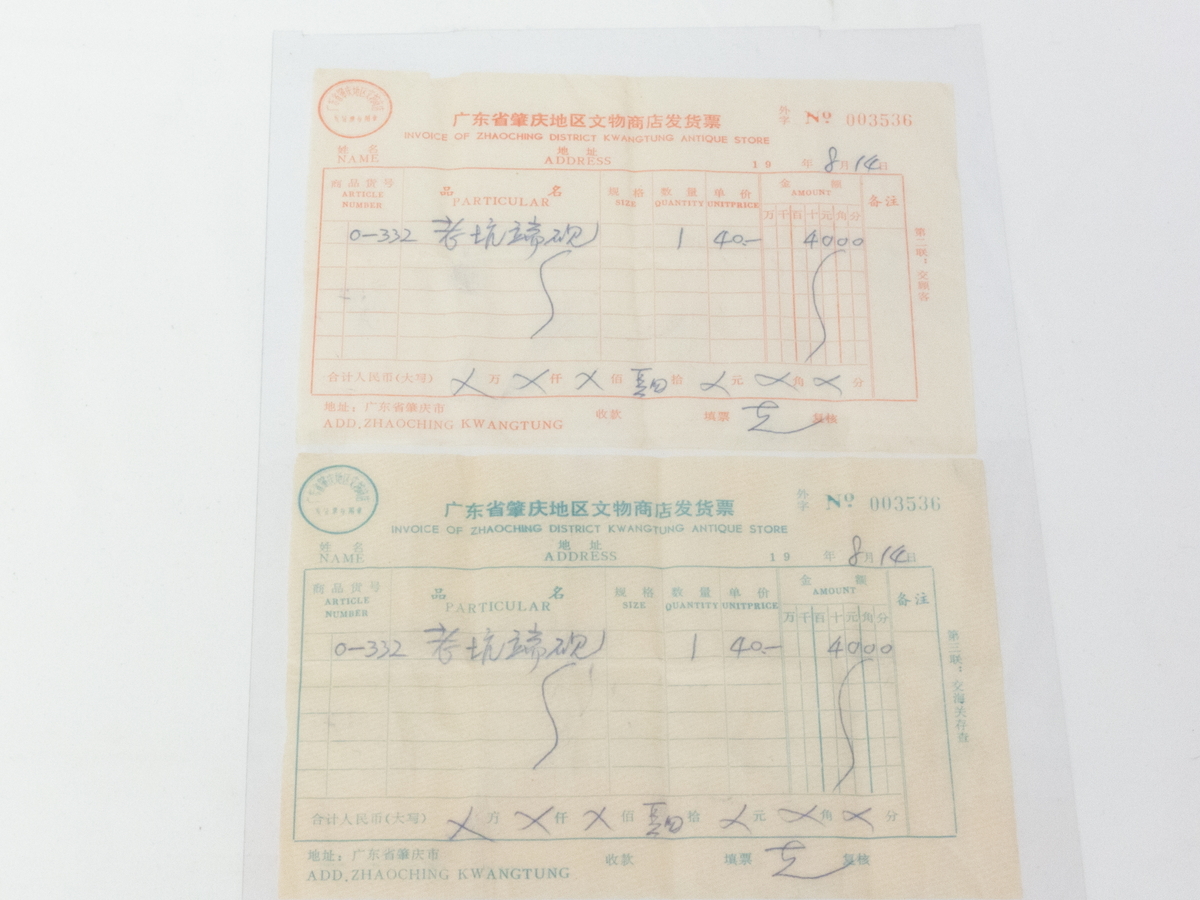 广东省肇庆地区文物商店发货票 外字 Nº 003536
INVOICE OF ZHAOCHING DISTRICT KWANGTUNG ANTIQUE STORE
姓名 地址
NAME ADDRESS 19 年 8月 14日
商品货号 品名 规格 数量 单价 金额 备注
ARTICLE NUMBER PARTICULAR SIZE QUANTITY UNITPRICE AMOUNT
万 千 百 十 元 角 分
0-332 老坑端砚 1 40.- 4000
第二联:交顾客
合计人民币(大写) 万 仟 佰 肆拾 元 角 分
地址:广东省肇庆市 收款 填票 复核
ADD. ZHAOCHING KWANGTUNG
广东省肇庆地区文物商店发货票 外字 Nº 003536
INVOICE OF ZHAOCHING DISTRICT KWANGTUNG ANTIQUE STORE
姓名 地址
NAME ADDRESS 19 年 8月 14日
商品货号 品名 规格 数量 单价 金额 备注
ARTICLE NUMBER PARTICULAR SIZE QUANTITY UNITPRICE AMOUNT
万 千 百 十 元 角 分
0-332 老坑端砚 1 40.- 4000
第三联:交海关存查
合计人民币(大写) 万 仟 佰 肆拾 元 角 分
地址:广东省肇庆市 收款 填票 复核
ADD. ZHAOCHING KWANGTUNG